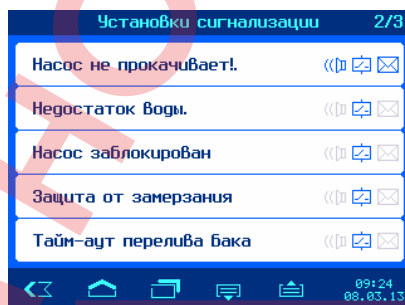 Установки сигнализации 2/3
Насос не прокачивает!.
Недостаток воды.
Насос заблокирован
Защита от замерзания
Тайм-аут перелива бака
09:24
08.03.13